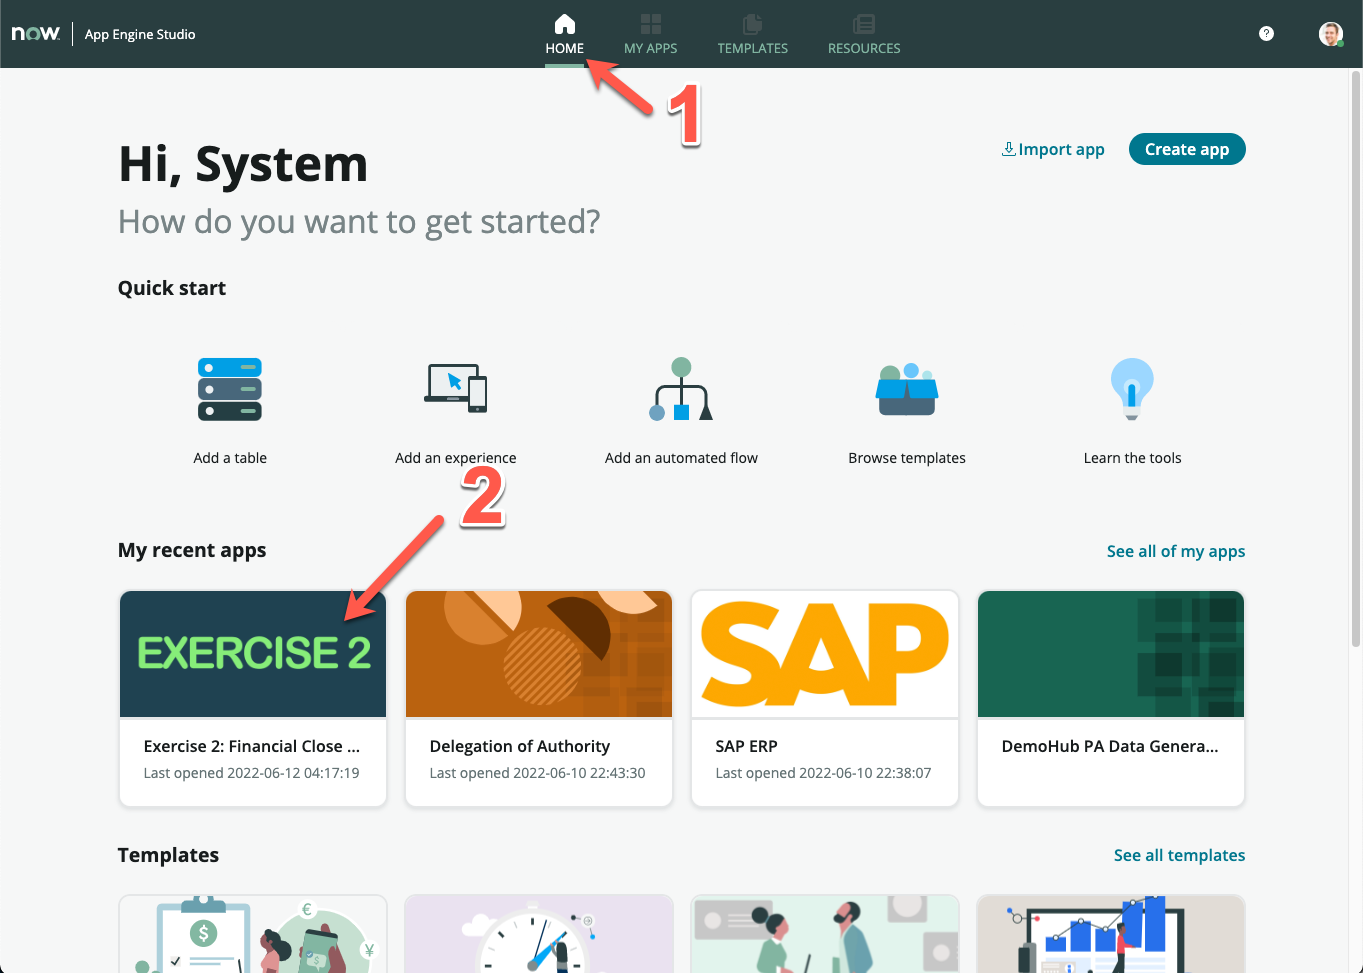 now
App Engine Studio
HOME
MY APPS
TEMPLATES
RESOURCES
?
1
Hi, System
Import app
Create app
How do you want to get started?
Quick start
Add a table
Add an experience
Add an automated flow
Browse templates
Learn the tools
2
My recent apps
See all of my apps
EXERCISE 2
SAP
Exercise 2: Financial Close ...
Last opened 2022-06-12 04:17:19
Delegation of Authority
Last opened 2022-06-10 22:43:30
SAP ERP
Last opened 2022-06-10 22:38:07
DemoHub PA Data Genera...
Templates
See all templates
$
€
$
¥